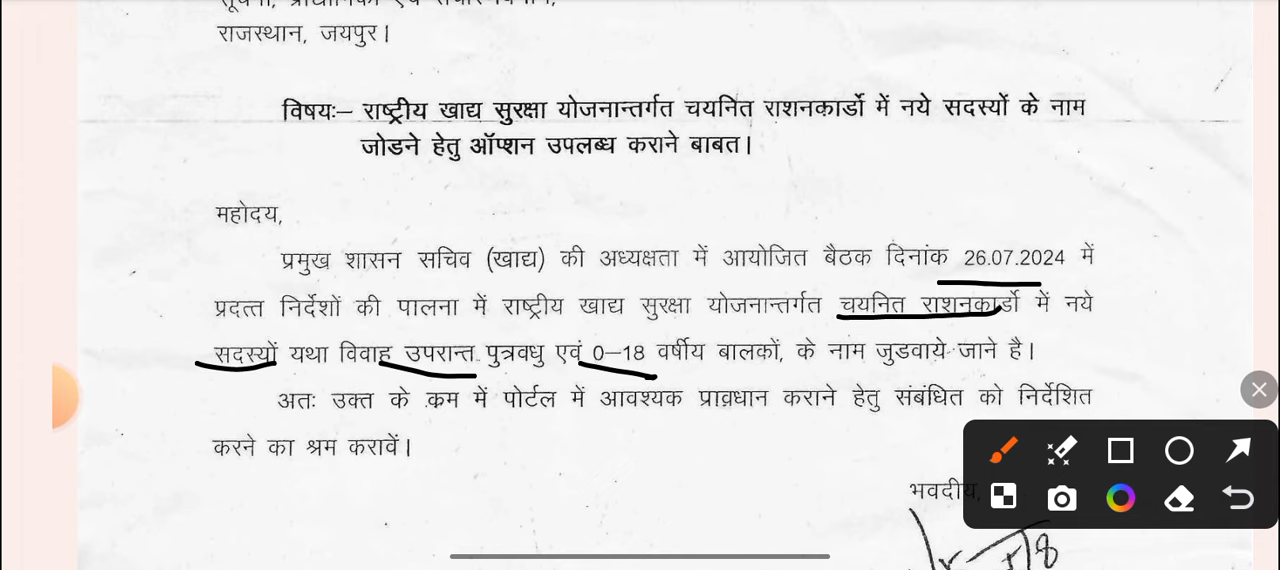 राजस्थान, जयपुर।
विषयः– राष्ट्रीय खाद्य सुरक्षा योजनान्तर्गत चयनित राशनकार्डो में नये सदस्यों के नाम
जोडने हेतु ऑप्शन उपलब्ध कराने बाबत।
महोदय,
प्रमुख शासन सचिव (खाद्य) की अध्यक्षता में आयोजित बैठक दिनांक 26.07.2024 में
प्रदत्त निर्देशों की पालना में राष्ट्रीय खाद्य सुरक्षा योजनान्तर्गत चयनित राशनकार्डो में नये
सदस्यों यथा विवाह उपरान्त पुत्रवधु एवं 0–18 वर्षीय बालकों, के नाम जुडवाये जाने है।
अतः उक्त के कम में पोर्टल में आवश्यक प्रावधान कराने हेतु संबंधित को निर्देशित
करने का श्रम करावें।
भवदीय,